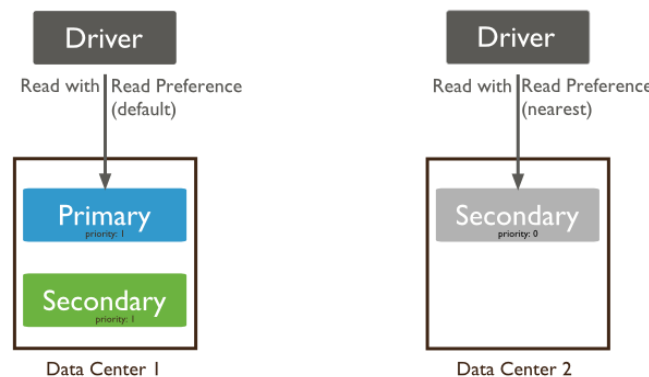 Driver
Read with Read Preference
(default)
Primary
priority: 1
Secondary
priority: 1
Data Center 1
Driver
Read with Read Preference
(nearest)
Secondary
priority: 0
Data Center 2